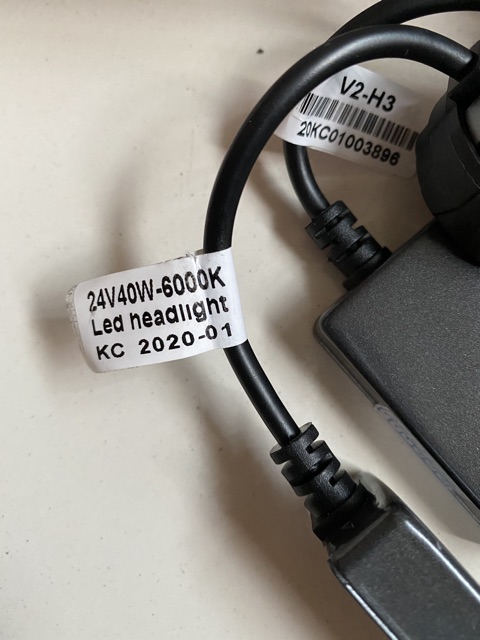 V2-H3
20KC01003896
24V40W-6000K
Led headlight
KC 2020-01